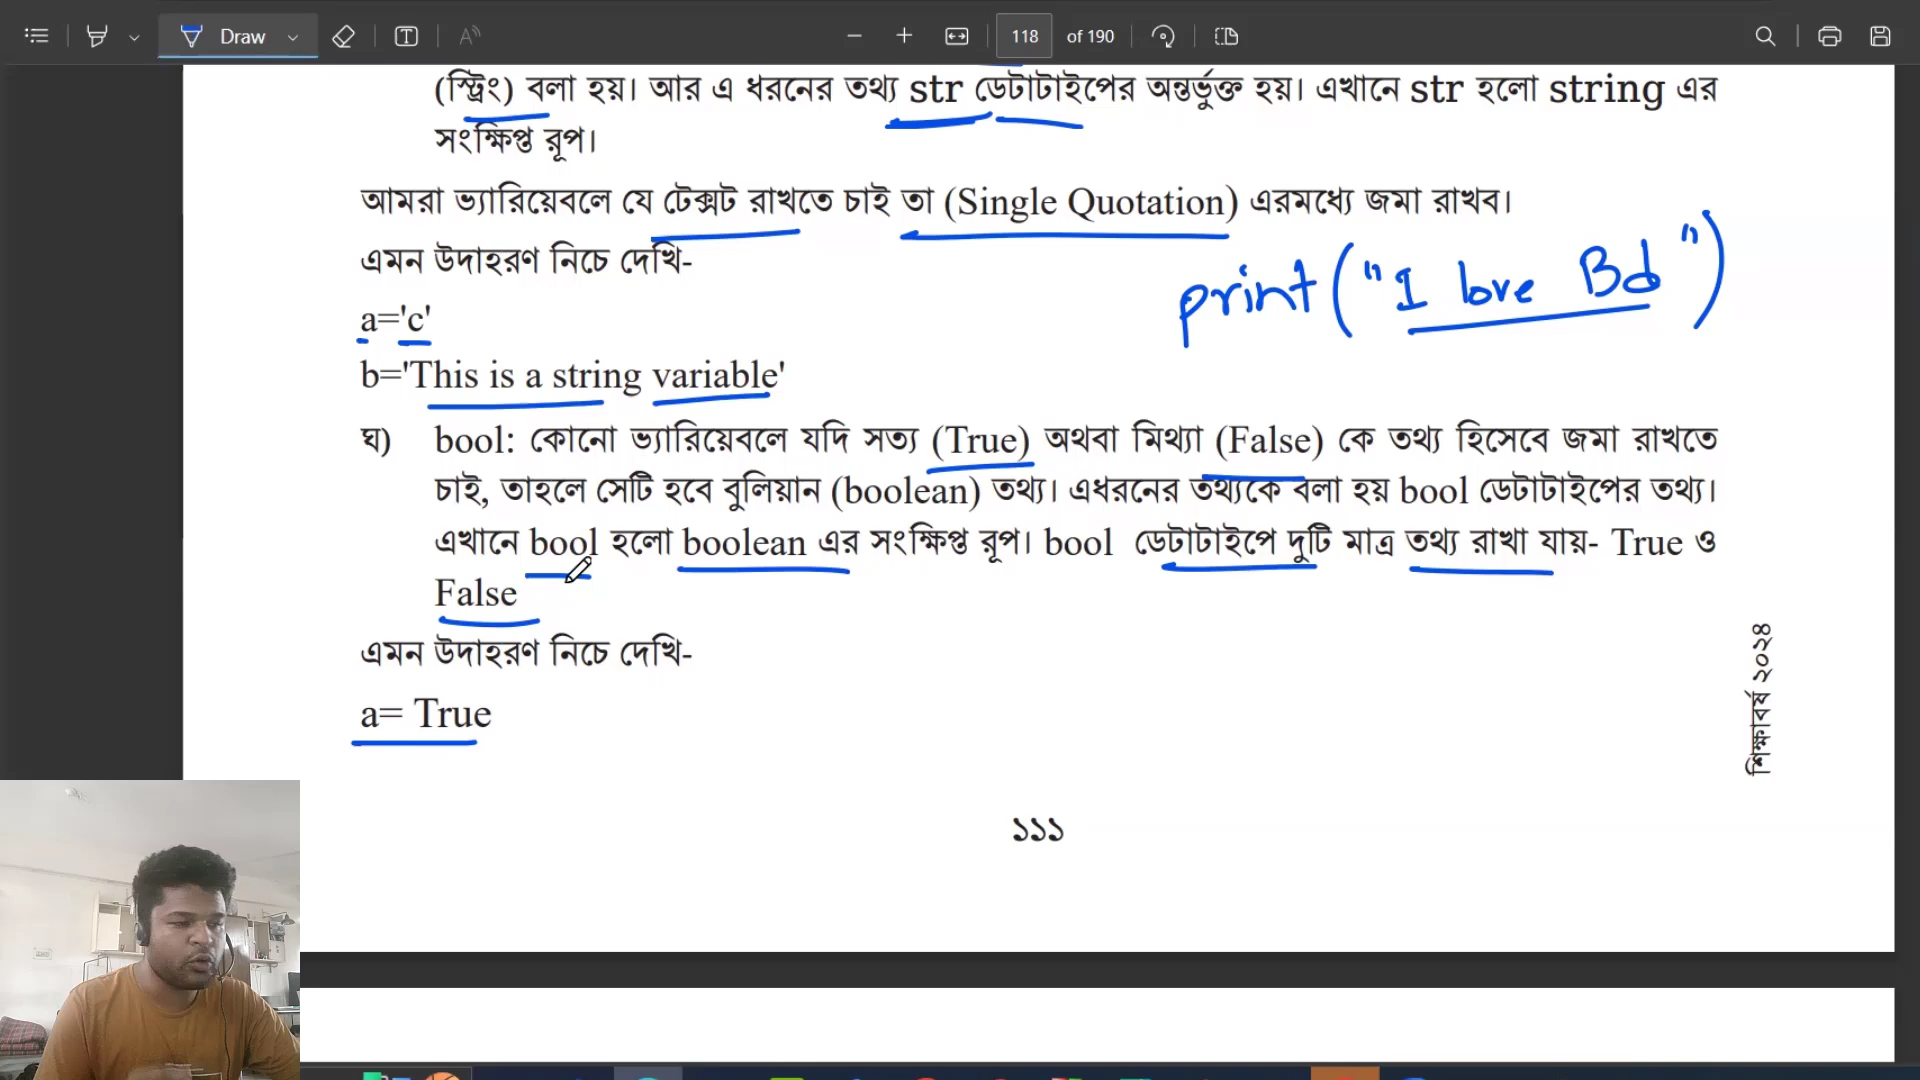 Draw
118 of 190
(স্ট্রিং) বলা হয়। আর এ ধরনের তথ্য str ডেটাটাইপের অন্তর্ভুক্ত হয়। এখানে str হলো string এর
সংক্ষিপ্ত রূপ।
আমরা ভ্যারিয়েবলে যে টেক্সট রাখতে চাই তা (Single Quotation) এরমধ্যে জমা রাখব।
এমন উদাহরণ নিচে দেখি-
print("I love Bd")
a='c'
b='This is a string variable'
ঘ) bool: কোনো ভ্যারিয়েবলে যদি সত্য (True) অথবা মিথ্যা (False) কে তথ্য হিসেবে জমা রাখতে
চাই, তাহলে সেটি হবে বুলিয়ান (boolean) তথ্য। এধরনের তথ্যকে বলা হয় bool ডেটাটাইপের তথ্য।
এখানে bool হলো boolean এর সংক্ষিপ্ত রূপ। bool ডেটাটাইপে দুটি মাত্র তথ্য রাখা যায়- True ও
False
এমন উদাহরণ নিচে দেখি-
a= True
শিক্ষাবর্ষ ২০২৪
১১১